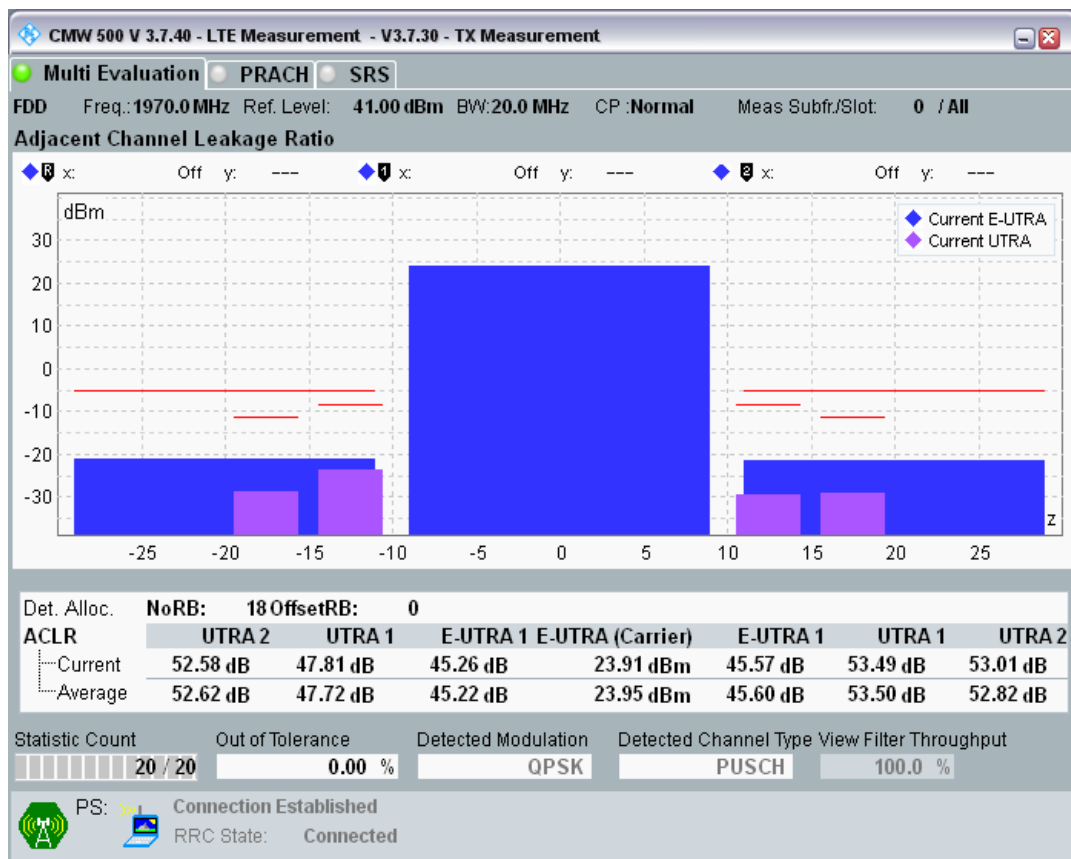 CMW 500 V 3.7.40 - LTE Measurement - V3.7.30 - TX Measurement
Multi Evaluation PRACH SRS
FDD Freq.:1970.0 MHz Ref. Level: 41.00 dBm BW:20.0 MHz CP :Normal Meas Subfr./Slot: 0 / All
Adjacent Channel Leakage Ratio
R x: Off y: --- 1 x: Off y: --- 2 x: Off y: ---
dBm
Current E-UTRA
Current UTRA
30
20
10
0
-10
-20
-30
z
-25 -20 -15 -10 -5 0 5 10 15 20 25
Det. Alloc. NoRB: 18 OffsetRB: 0
ACLR UTRA 2 UTRA 1 E-UTRA 1 E-UTRA (Carrier) E-UTRA 1 UTRA 1 UTRA 2
Current 52.58 dB 47.81 dB 45.26 dB 23.91 dBm 45.57 dB 53.49 dB 53.01 dB
Average 52.62 dB 47.72 dB 45.22 dB 23.95 dBm 45.60 dB 53.50 dB 52.82 dB
Statistic Count Out of Tolerance Detected Modulation Detected Channel Type View Filter Throughput
20 / 20 0.00 % QPSK PUSCH 100.0 %
PS: Connection Established
RRC State: Connected